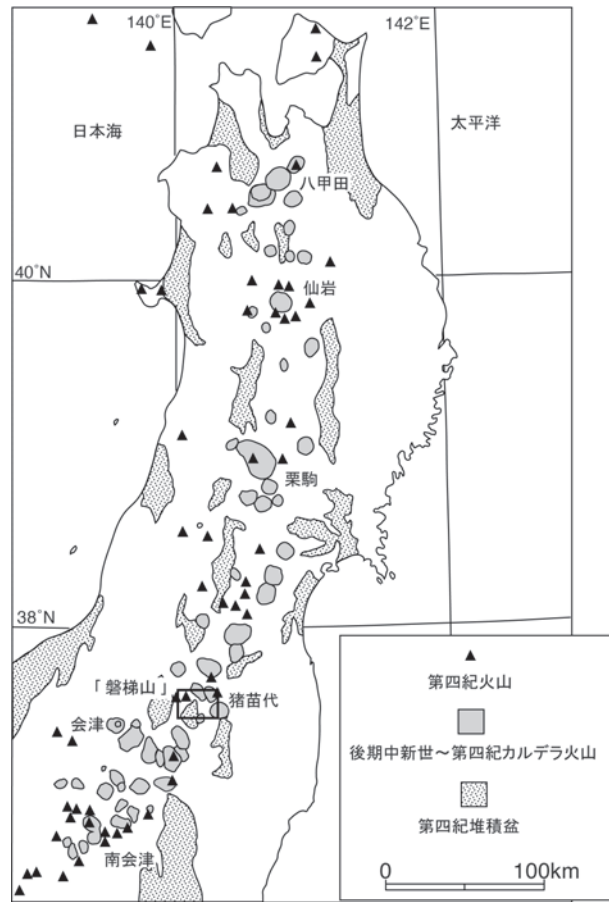 140°E
142°E
日本海
太平洋
八甲田
40°N
仙岩
栗駒
38°N
「磐梯山」
猪苗代
会津
南会津
第四紀火山
後期中新世～第四紀カルデラ火山
第四紀堆積盆
0
100km